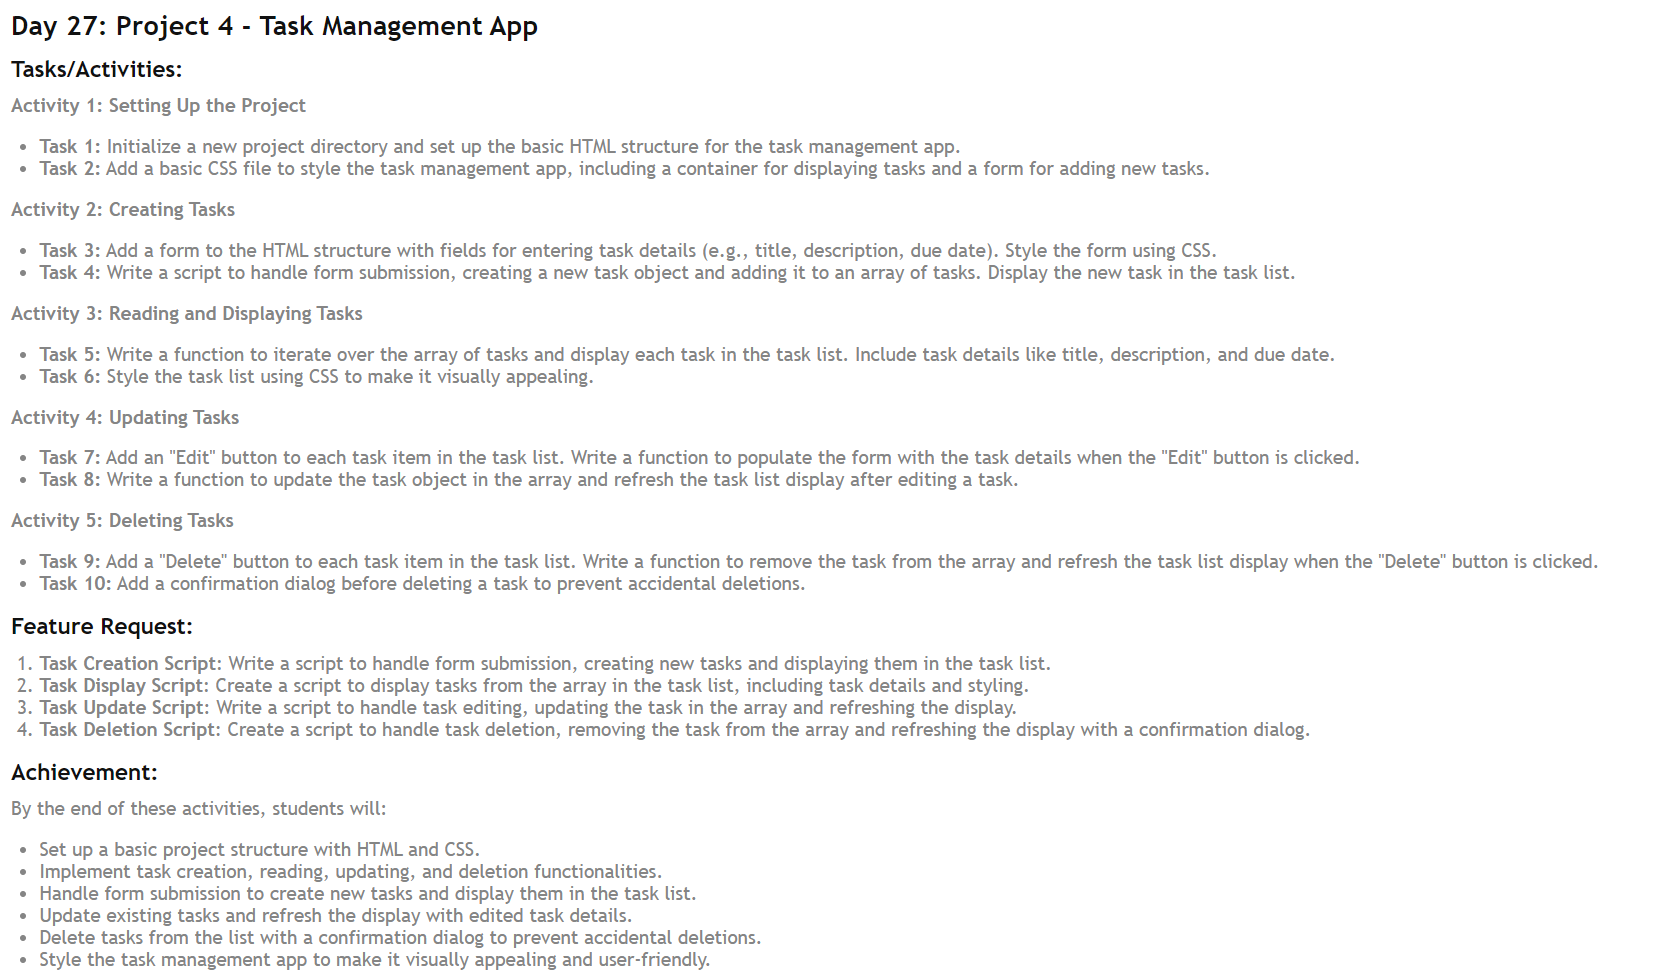 Day 27: Project 4 - Task Management App
Tasks/Activities:
Activity 1: Setting Up the Project
• Task 1: Initialize a new project directory and set up the basic HTML structure for the task management app.
• Task 2: Add a basic CSS file to style the task management app, including a container for displaying tasks and a form for adding new tasks.
Activity 2: Creating Tasks
• Task 3: Add a form to the HTML structure with fields for entering task details (e.g., title, description, due date). Style the form using CSS.
• Task 4: Write a script to handle form submission, creating a new task object and adding it to an array of tasks. Display the new task in the task list.
Activity 3: Reading and Displaying Tasks
• Task 5: Write a function to iterate over the array of tasks and display each task in the task list. Include task details like title, description, and due date.
• Task 6: Style the task list using CSS to make it visually appealing.
Activity 4: Updating Tasks
• Task 7: Add an "Edit" button to each task item in the task list. Write a function to populate the form with the task details when the "Edit" button is clicked.
• Task 8: Write a function to update the task object in the array and refresh the task list display after editing a task.
Activity 5: Deleting Tasks
• Task 9: Add a "Delete" button to each task item in the task list. Write a function to remove the task from the array and refresh the task list display when the "Delete" button is clicked.
• Task 10: Add a confirmation dialog before deleting a task to prevent accidental deletions.
Feature Request:
1. Task Creation Script: Write a script to handle form submission, creating new tasks and displaying them in the task list.
2. Task Display Script: Create a script to display tasks from the array in the task list, including task details and styling.
3. Task Update Script: Write a script to handle task editing, updating the task in the array and refreshing the display.
4. Task Deletion Script: Create a script to handle task deletion, removing the task from the array and refreshing the display with a confirmation dialog.
Achievement:
By the end of these activities, students will:
• Set up a basic project structure with HTML and CSS.
• Implement task creation, reading, updating, and deletion functionalities.
• Handle form submission to create new tasks and display them in the task list.
• Update existing tasks and refresh the display with edited task details.
• Delete tasks from the list with a confirmation dialog to prevent accidental deletions.
• Style the task management app to make it visually appealing and user-friendly.